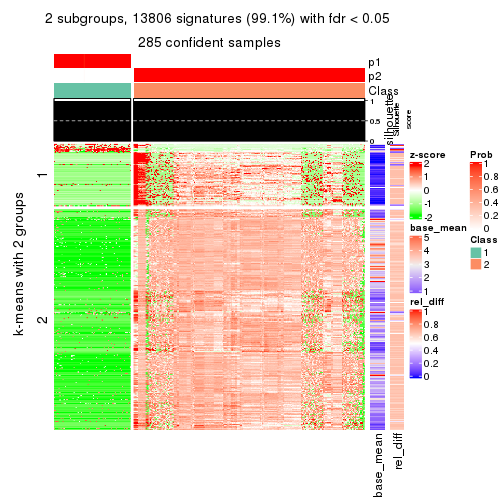 2 subgroups, 13806 signatures (99.1%) with fdr < 0.05
285 confident samples
p1
p2
Class
silhouette
Silhouette
score
1
0.5
0
k-means with 2 groups
1
2
base_mean
rel_diff
z-score
2
1
0
-1
-2
base_mean
5
4
3
2
1
rel_diff
1
0.8
0.6
0.4
0.2
0
Prob
1
0.8
0.6
0.4
0.2
0
Class
1
2